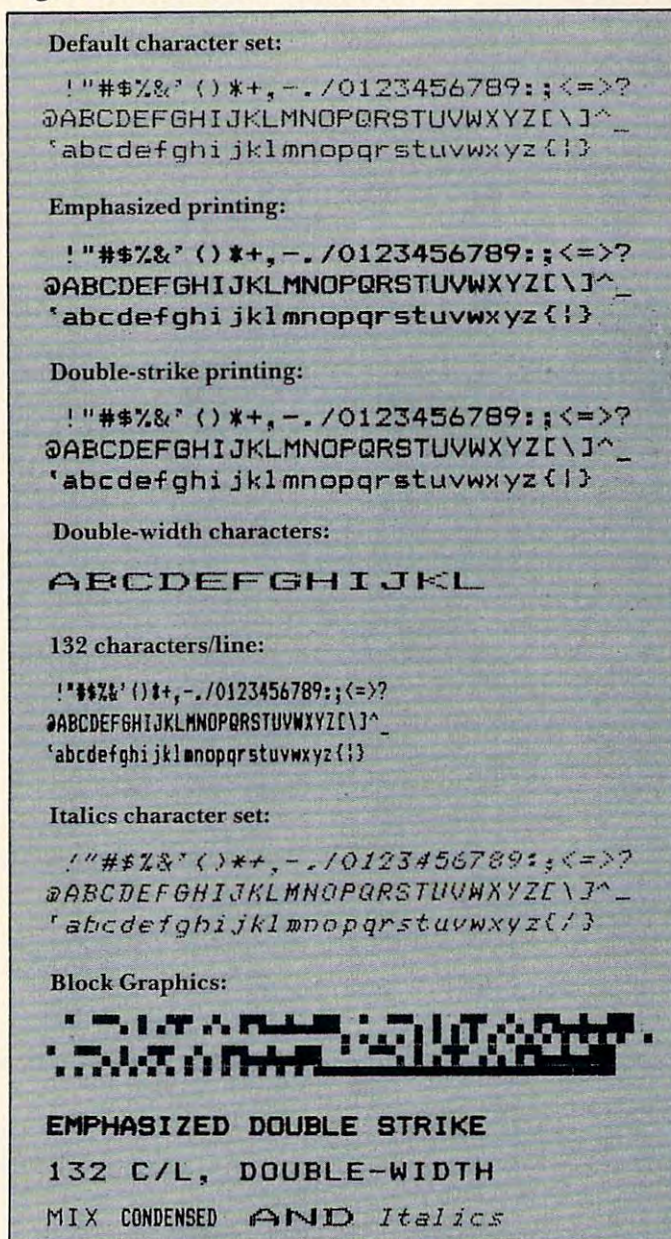 Default character set:
!"#$%&'()*+,-./0123456789:;<=>?
@ABCDEFGHIJKLMNOPQRSTUVWXYZ[\]^_
‘abcdefghijklmnopqrstuvwxyz{¦}
Emphasized printing:
!"#$%&'()*+,-./0123456789:;<=>?
@ABCDEFGHIJKLMNOPQRSTUVWXYZ[\]^_
‘abcdefghijklmnopqrstuvwxyz{¦}
Double-strike printing:
!"#$%&'()*+,-./0123456789:;<=>?
@ABCDEFGHIJKLMNOPQRSTUVWXYZ[\]^_
‘abcdefghijklmnopqrstuvwxyz{¦}
Double-width characters:
ABCDEFGHIJKL
132 characters/line:
!"#$%&'()*+,-./0123456789:;<=>?
@ABCDEFGHIJKLMNOPQRSTUVWXYZ[\]^_
‘abcdefghijklmnopqrstuvwxyz{¦}
Italics character set:
!"#$%&'()*+,-./0123456789:;<=>?
@ABCDEFGHIJKLMNOPQRSTUVWXYZ[\]^_
‘abcdefghijklmnopqrstuvwxyz{/}
Block Graphics:
EMPHASIZED DOUBLE STRIKE
132 C/L, DOUBLE-WIDTH
MIX CONDENSED AND Italics